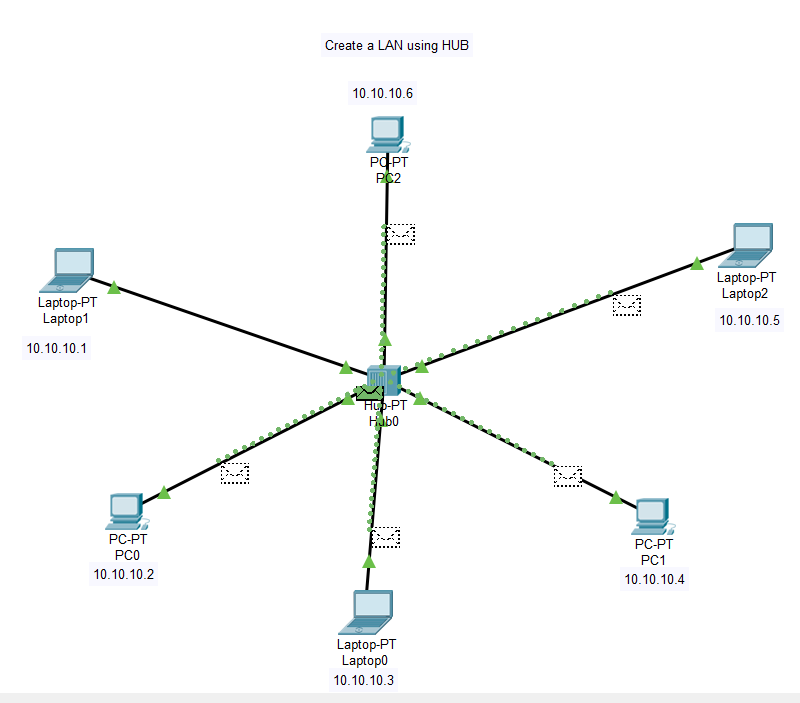 Create a LAN using HUB
10.10.10.6
PC-PT
PC2
Laptop-PT
Laptop1
10.10.10.1
Laptop-PT
Laptop2
10.10.10.5
Hub-PT
Hub0
PC-PT
PC0
10.10.10.2
PC-PT
PC1
10.10.10.4
Laptop-PT
Laptop0
10.10.10.3